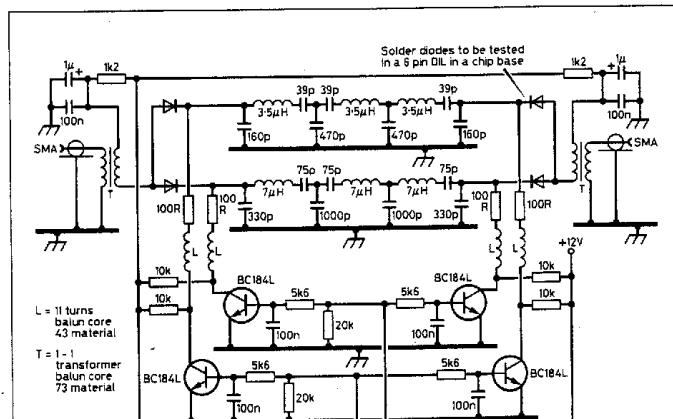 Solder diodes to be tested
in a 6 pin DIL in a chip base
1µ
+
1k2
1k2
+
1µ
100n
100n
39p 39p
39p
3·5µH
3·5µH
3·5µH
160p
470p
470p
160p
SMA
SMA
T
T
75p 75p
75p
7µH
7µH
7µH
100R
100
R
330p
1000p
1000p
330p
100
R
100R
L
L
L
L
+12V
10k
10k
10k
10k
BC184L
5k6
5k6
BC184L
100n
20k
100n
L = 11 turns
balun core
43 material
T = 1-1
transformer
balun core
73 material
BC184L
5k6
5k6
BC184L
100n
20k
100n